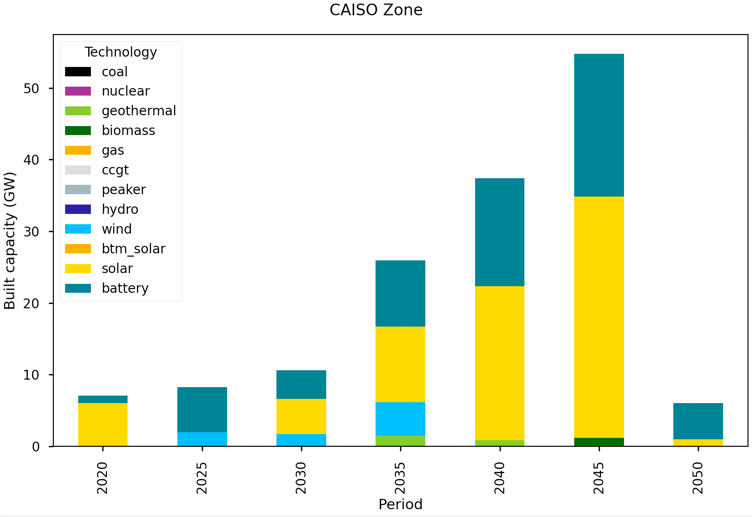 CAISO Zone
Technology
coal
nuclear
geothermal
biomass
gas
ccgt
peaker
hydro
wind
btm_solar
solar
battery
Built capacity (GW)
50
40
30
20
10
0
2020
2025
2030
2035
2040
2045
2050
Period